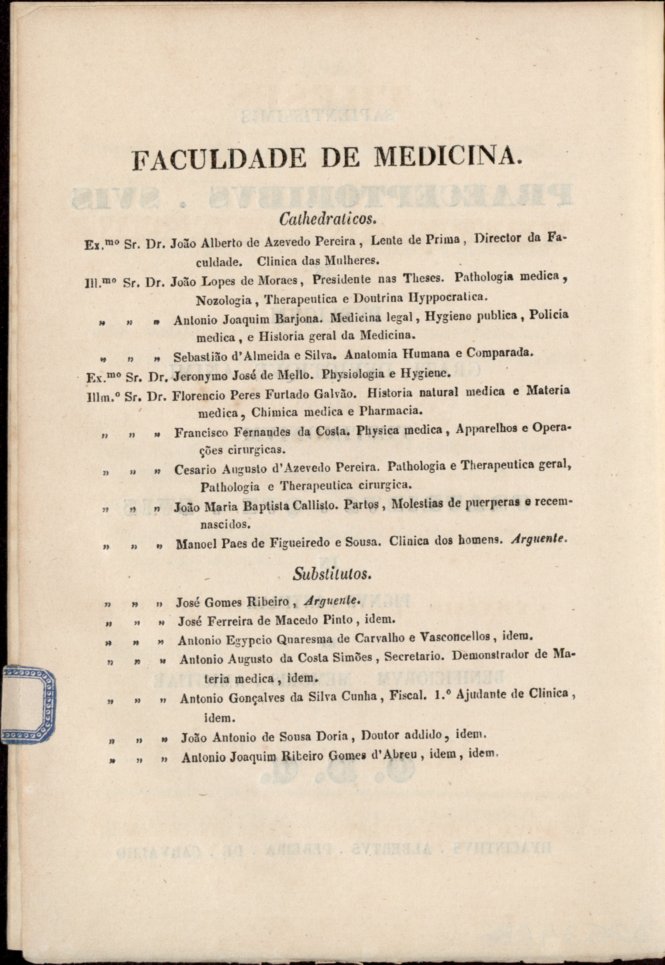 FACULDADE DE MEDICINA.
Cathedraticos.
Ex.mo Sr. Dr. João Alberto de Azevedo Pereira, Lente de Prima, Director da Fa-
culdade. Clinica das Mulheres.
Ill.mo Sr. Dr. João Lopes de Moraes, Presidente nas Theses. Pathologia medica,
Nozologia, Therapeutica e Doutrina Hyppocratica.
„ „ „ Antonio Joaquim Barjona. Medicina legal, Hygiene publica, Policia
medica, e Historia geral da Medicina.
„ „ „ Sebastião d'Almeida e Silva. Anatomia Humana e Comparada.
Ex.mo Sr. Dr. Jeronymo José de Mello. Physiologia e Hygiene.
Illm.º Sr. Dr. Florencio Peres Furtado Galvão. Historia natural medica e Materia
medica, Chimica medica e Pharmacia.
„ „ „ Francisco Fernandes da Costa. Physica medica, Apparelhos e Opera-
ções cirurgicas.
„ „ „ Cesario Augusto d'Azevedo Pereira. Pathologia e Therapeutica geral,
Pathologia e Therapeutica cirurgica.
„ „ „ João Maria Baptista Callisto. Partos, Molestias de puerperas e recem-
nascidos.
„ „ „ Manoel Paes de Figueiredo e Sousa. Clinica dos homens. Arguente.
Substitutos.
„ „ „ José Gomes Ribeiro, Arguente.
„ „ „ José Ferreira de Macedo Pinto, idem.
„ „ „ Antonio Egypcio Quaresma de Carvalho e Vasconcellos, idem.
„ „ „ Antonio Augusto da Costa Simões, Secretario. Demonstrador de Ma-
teria medica, idem.
„ „ „ Antonio Gonçalves da Silva Cunha, Fiscal. 1.º Ajudante de Clinica,
idem.
„ „ „ João Antonio de Sousa Doria, Doutor addido, idem.
„ „ „ Antonio Joaquim Ribeiro Gomes d'Abreu, idem, idem.